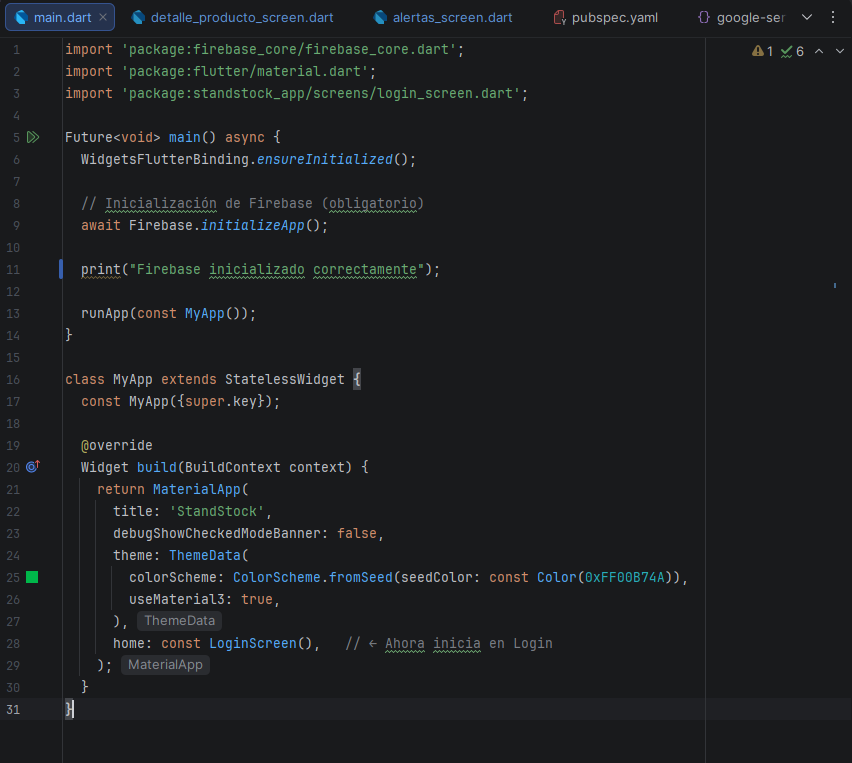 main.dart
detalle_producto_screen.dart
alertas_screen.dart
pubspec.yaml
google-ser
1 6
1 import 'package:firebase_core/firebase_core.dart';
2 import 'package:flutter/material.dart';
3 import 'package:standstock_app/screens/login_screen.dart';
4
5 Future<void> main() async {
6 WidgetsFlutterBinding.ensureInitialized();
7
8 // Inicialización de Firebase (obligatorio)
9 await Firebase.initializeApp();
10
11 print("Firebase inicializado correctamente");
12
13 runApp(const MyApp());
14 }
15
16 class MyApp extends StatelessWidget {
17 const MyApp({super.key});
18
19 @override
20 Widget build(BuildContext context) {
21 return MaterialApp(
22 title: 'StandStock',
23 debugShowCheckedModeBanner: false,
24 theme: ThemeData(
25 colorScheme: ColorScheme.fromSeed(seedColor: const Color(0xFF00B74A)),
26 useMaterial3: true,
27 ), ThemeData
28 home: const LoginScreen(), // ← Ahora inicia en Login
29 ); MaterialApp
30 }
31 }